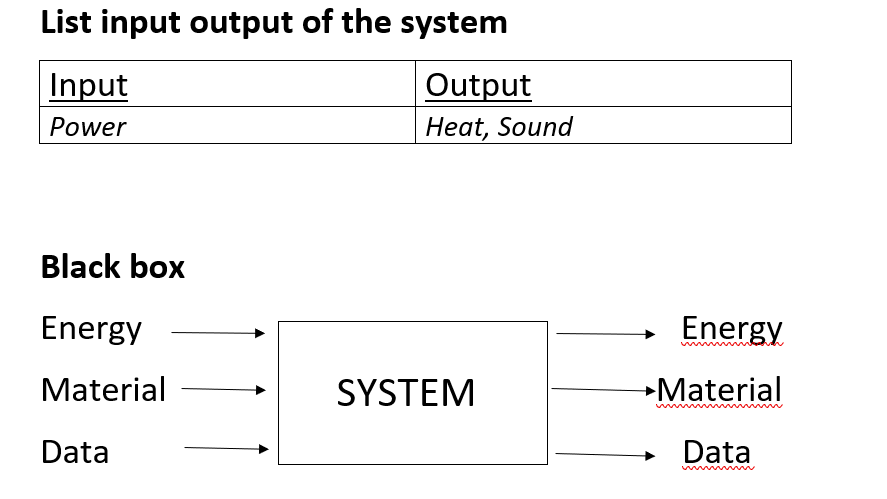 List input output of the system
Input Output
Power Heat, Sound
Black box
Energy Energy
Material SYSTEM Material
Data Data